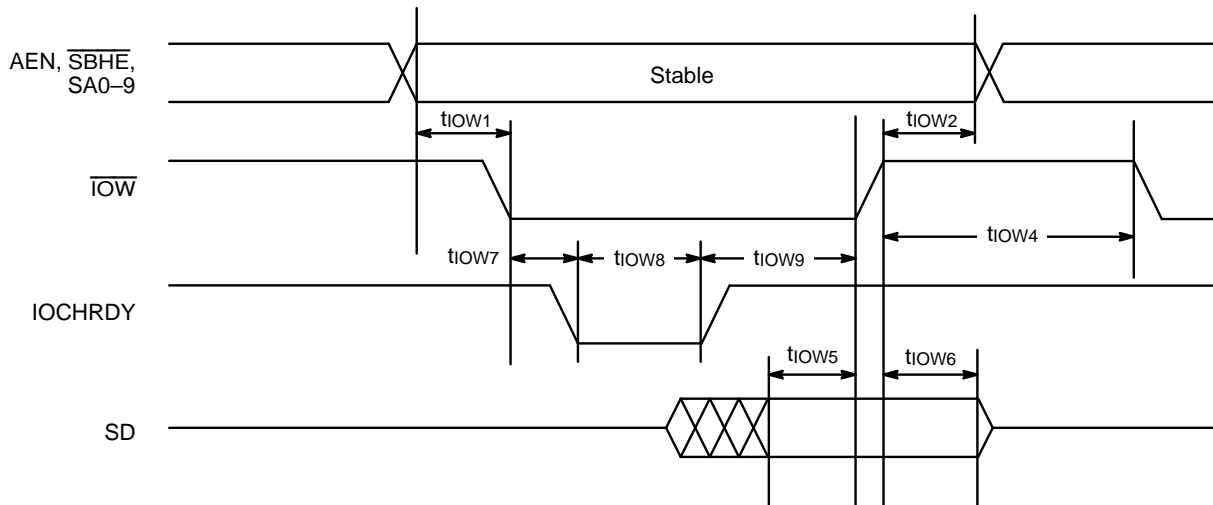 AEN, SBHE,
SA0–9
Stable
tIOW1
tIOW2
IOW
tIOW7
tIOW8
tIOW9
tIOW4
IOCHRDY
tIOW5
tIOW6
SD